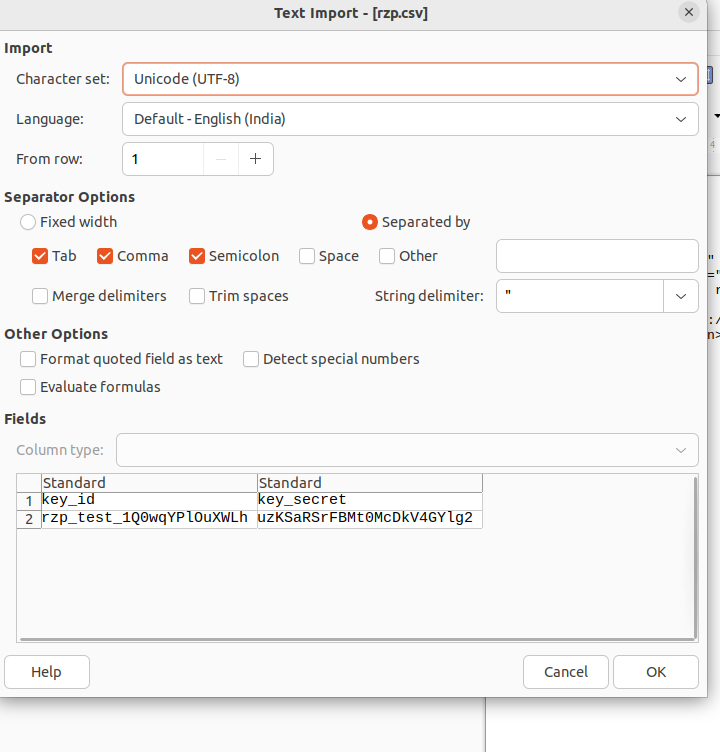 Text Import - [rzp.csv]
Import
Character set: Unicode (UTF-8)
Language: Default - English (India)
From row: 1
Separator Options
Fixed width Separated by
Tab Comma Semicolon Space Other
Merge delimiters Trim spaces String delimiter: "
Other Options
Format quoted field as text Detect special numbers
Evaluate formulas
Fields
Column type:
Standard Standard
1 key_id key_secret
2 rzp_test_1Q0wqYPlOuXWLh uzKSaRSrFBMt0McDkV4GYlg2
Help Cancel OK